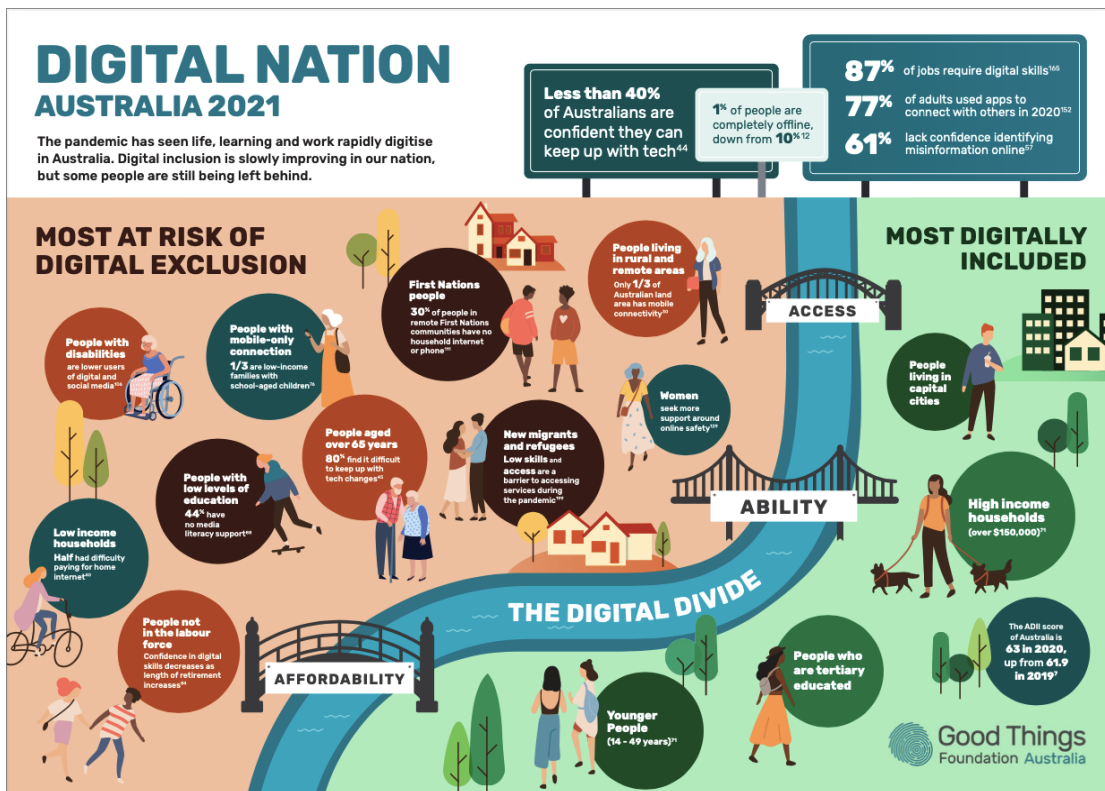 DIGITAL NATION
AUSTRALIA 2021
The pandemic has seen life, learning and work rapidly digitise
in Australia. Digital inclusion is slowly improving in our nation,
but some people are still being left behind.
Less than 40%
of Australians are
confident they can
keep up with tech44
1% of people are
completely offline,
down from 10%12
87% of jobs require digital skills165
77% of adults used apps to
connect with others in 2020152
61% lack confidence identifying
misinformation online57
MOST AT RISK OF
DIGITAL EXCLUSION
People with
disabilities
are lower users
of digital and
social media106
People with
mobile-only
connection
1/3 are low-income
families with
school-aged children76
First Nations
people
30% of people in
remote First Nations
communities have no
household internet
or phone
People living
in rural and
remote areas
Only 1/3 of
Australian land
area has mobile
connectivity
People aged
over 65 years
80% find it difficult
to keep up with
tech changes
People with
low levels of
education
44% have
no media
literacy support
New migrants
and refugees
Low skills and
access are a
barrier to accessing
services during
the pandemic
Women
seek more
support around
online safety
Low income
households
Half had difficulty
paying for home
internet
People not
in the labour
force
Confidence in digital
skills decreases as
length of retirement
increases
ACCESS
ABILITY
AFFORDABILITY
THE DIGITAL DIVIDE
MOST DIGITALLY
INCLUDED
People
living in
capital
cities
High income
households
(over $150,000)71
People who
are tertiary
educated
Younger
People
(14 - 49 years)71
The ADII score
of Australia is
63 in 2020,
up from 61.9
in 20197
Good Things
Foundation Australia